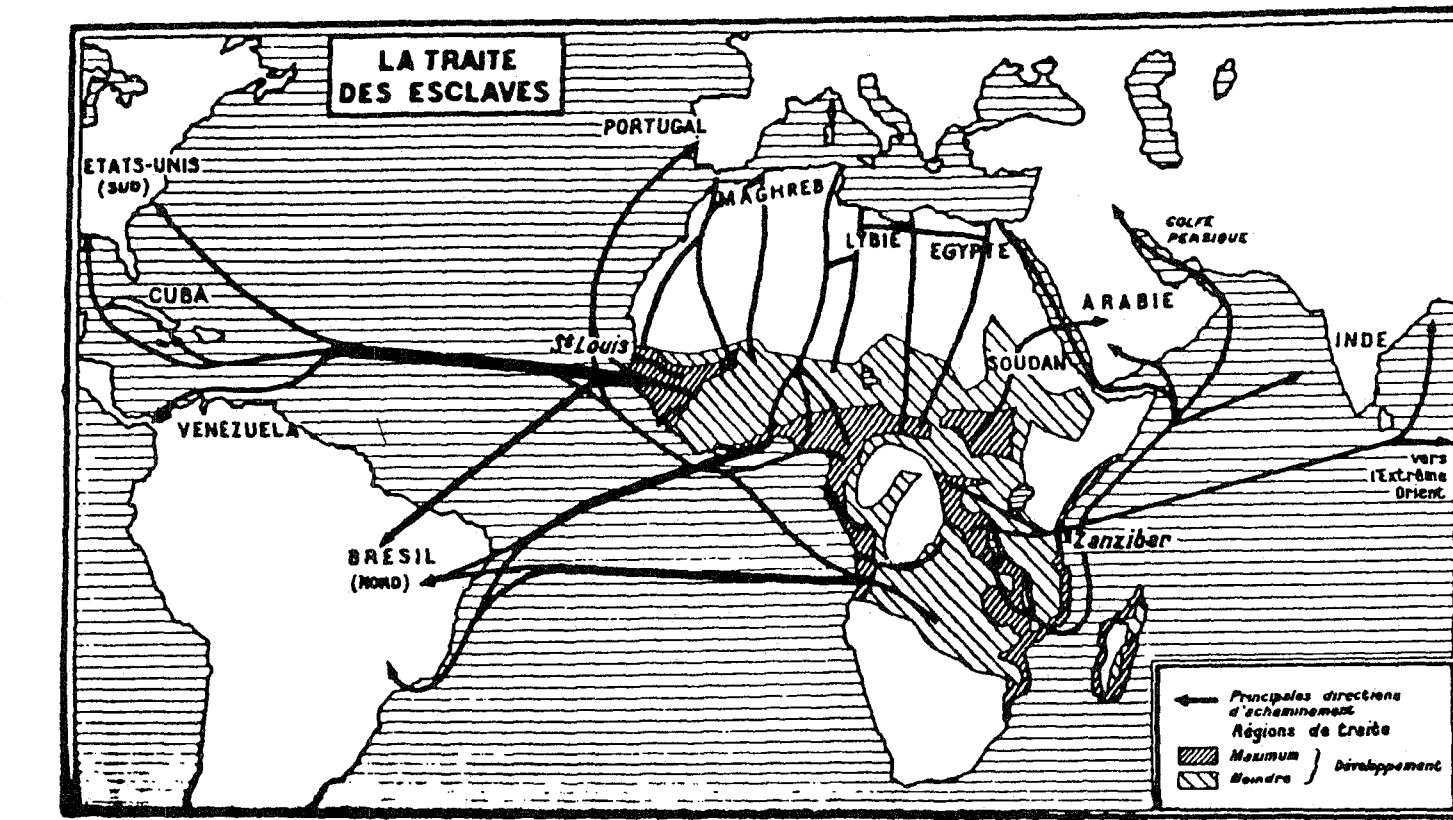 LA TRAITE
DES ESCLAVES
PORTUGAL
ETATS-UNIS
(SUD)
MAGHREB
GOLFE
PERSIQUE
LYBIE
EGYPTE
CUBA
ARABIE
St Louis
INDE
SOUDAN
VENEZUELA
vers
l'Extrême
Orient
Zanzibar
BRESIL
(NORD)
Principales directions
d'acheminement
Régions de traite
Maximum
Moindre
Développement